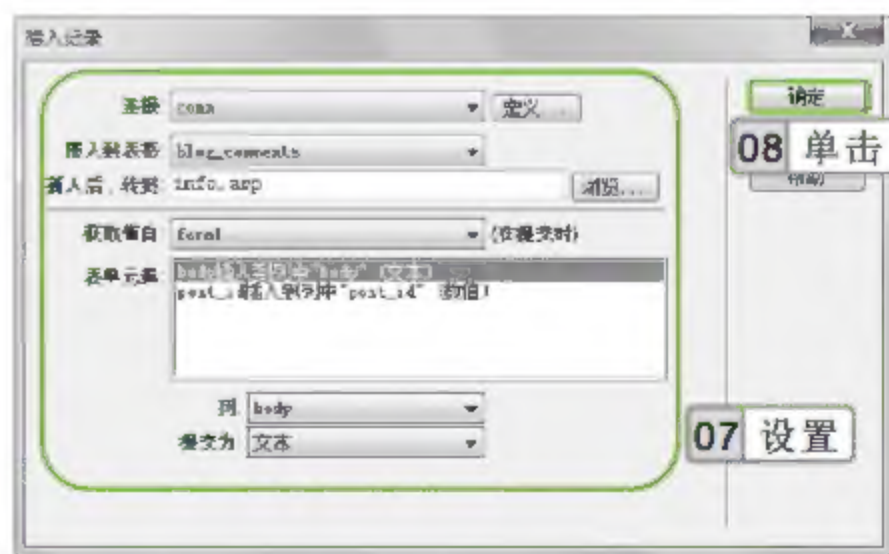 插入记录
连接 conn 定义...
插入到表格 blog_comments
插入后，转到 info.asp 浏览...
获取值自 form1 (在提交时)
表单元素 body插入到列中"body"（文本）
post_id插入到列中"post_id"
列 body
提交为 文本
确定
08 单击
帮助
07 设置